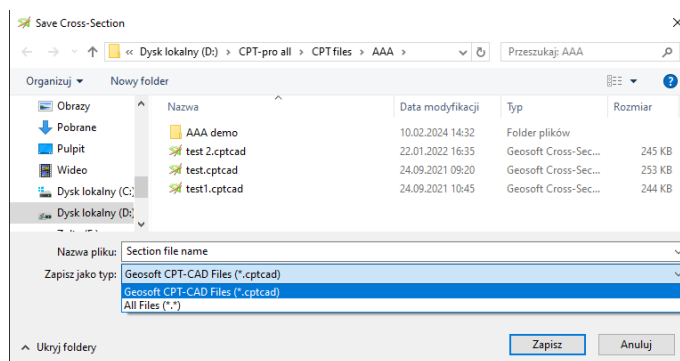 Save Cross-Section
« Dysk lokalny (D:) › CPT-pro all › CPT files › AAA ›
Przeszukaj: AAA
Organizuj
Nowy folder
Obrazy
Pobrane
Pulpit
Wideo
Dysk lokalny (C:)
Dysk lokalny (D:)
Nazwa Data modyfikacji Typ Rozmiar
AAA demo 10.02.2024 14:32 Folder plików
test 2.cptcad 22.01.2022 16:35 Geosoft Cross-Sec... 245 KB
test.cptcad 24.09.2021 09:20 Geosoft Cross-Sec... 253 KB
test1.cptcad 24.09.2021 10:45 Geosoft Cross-Sec... 244 KB
Nazwa pliku: Section file name
Zapisz jako typ: Geosoft CPT-CAD Files (*.cptcad)
Geosoft CPT-CAD Files (*.cptcad)
All Files (*.*)
Ukryj foldery
Zapisz
Anuluj